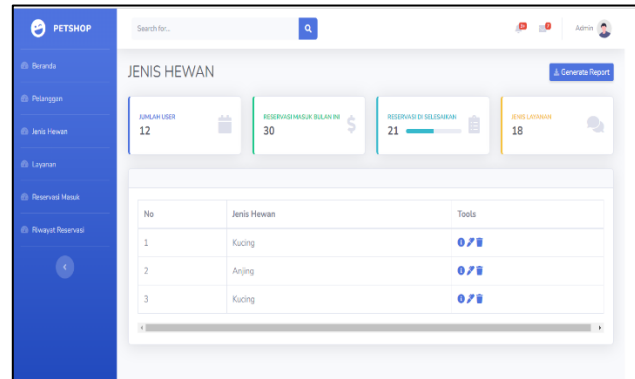 PETSHOP
Search for...
Admin
Beranda
Pelanggan
Jenis Hewan
Layanan
Reservasi Masuk
Riwayat Reservasi
JENIS HEWAN
Generate Report
JUMLAH USER
12
RESERVASI MASUK BULAN INI
30
RESERVASI DI SELESAIKAN
21
JENIS LAYANAN
18
No Jenis Hewan Tools
1 Kucing
2 Anjing
3 Kucing